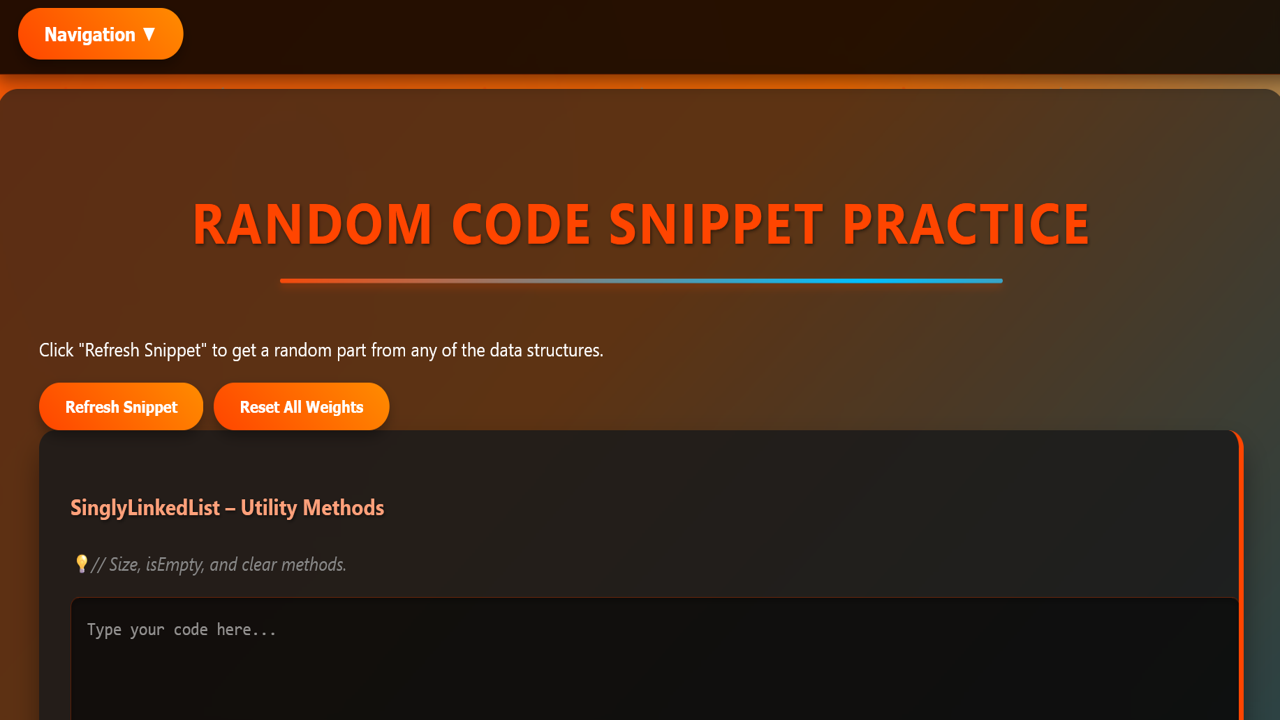 Navigation ▼
RANDOM CODE SNIPPET PRACTICE
Click "Refresh Snippet" to get a random part from any of the data structures.
Refresh Snippet
Reset All Weights
SinglyLinkedList – Utility Methods
💡// Size, isEmpty, and clear methods.
Type your code here...